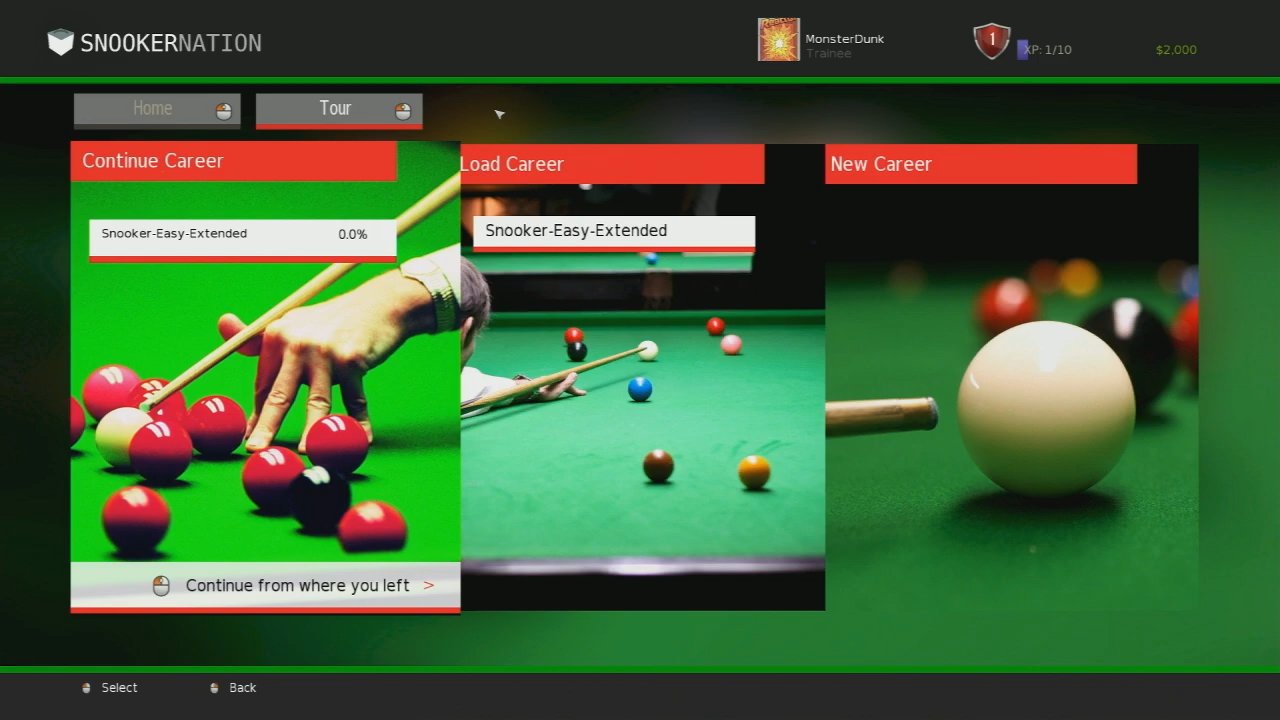 SNOOKERNATION
MonsterDunk
Trainee
1
XP: 1/10
$2,000
Home
Tour
Continue Career
Load Career
New Career
Snooker-Easy-Extended 0.0%
Snooker-Easy-Extended
Continue from where you left >
Select
Back